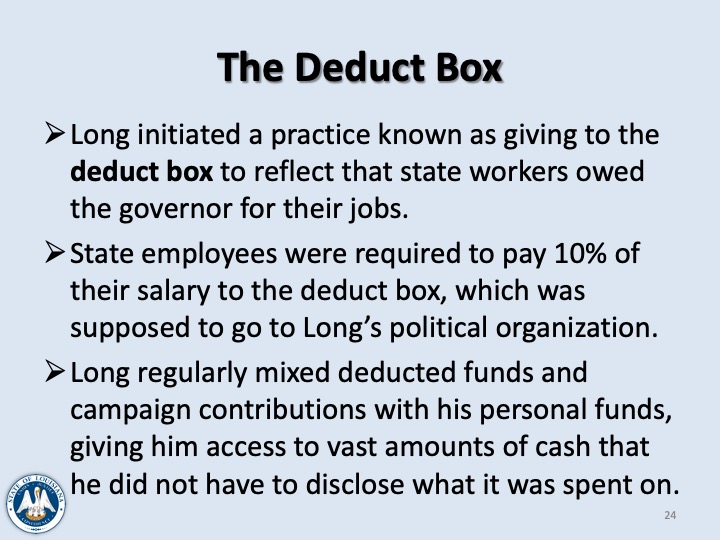 The Deduct Box
➢Long initiated a practice known as giving to the
deduct box to reflect that state workers owed
the governor for their jobs.
➢State employees were required to pay 10% of
their salary to the deduct box, which was
supposed to go to Long’s political organization.
➢Long regularly mixed deducted funds and
campaign contributions with his personal funds,
giving him access to vast amounts of cash that
he did not have to disclose what it was spent on.
STATE OF LOUISIANA
CONFIDENCE
24